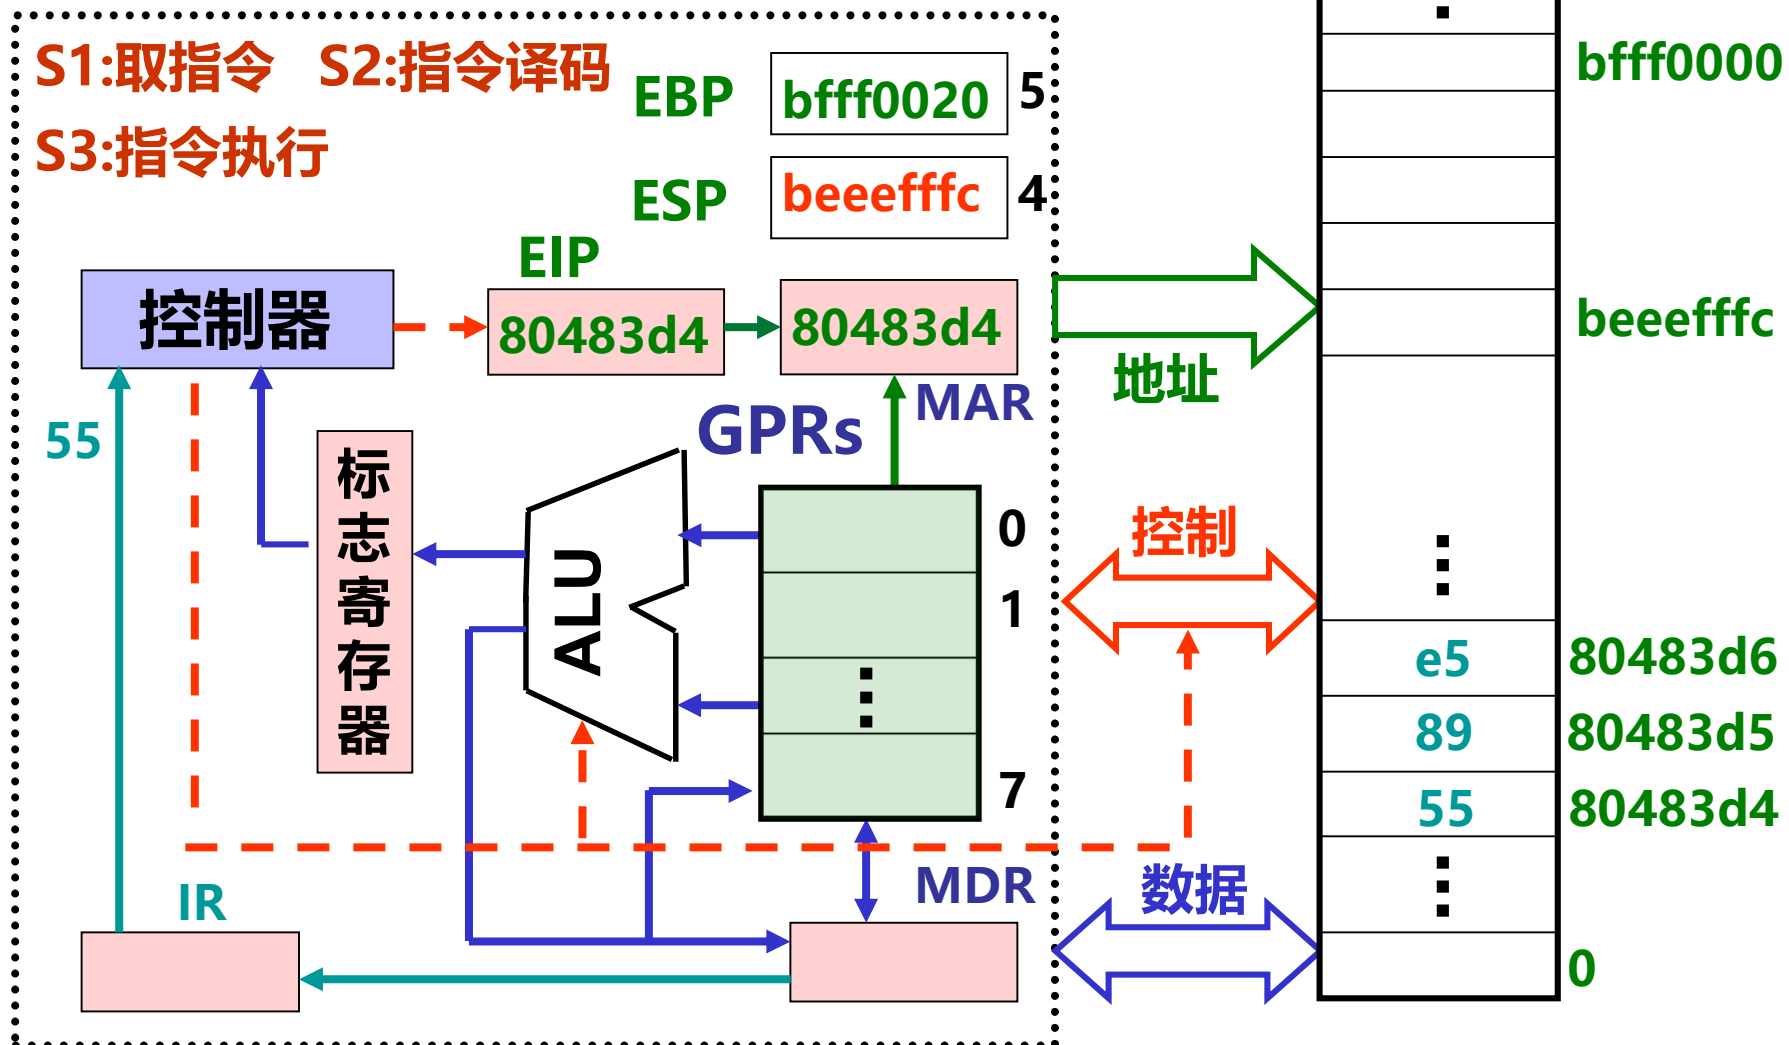 S1:取指令 S2:指令译码
S3:指令执行
EBP
bfff0020
5
ESP
beeefffc
4
EIP
控制器
80483d4
80483d4
MAR
GPRs
55
标志寄存器
ALU
0
1
7
IR
MDR
地址
控制
数据
bfff0000
beeefffc
e5
80483d6
89
80483d5
55
80483d4
0